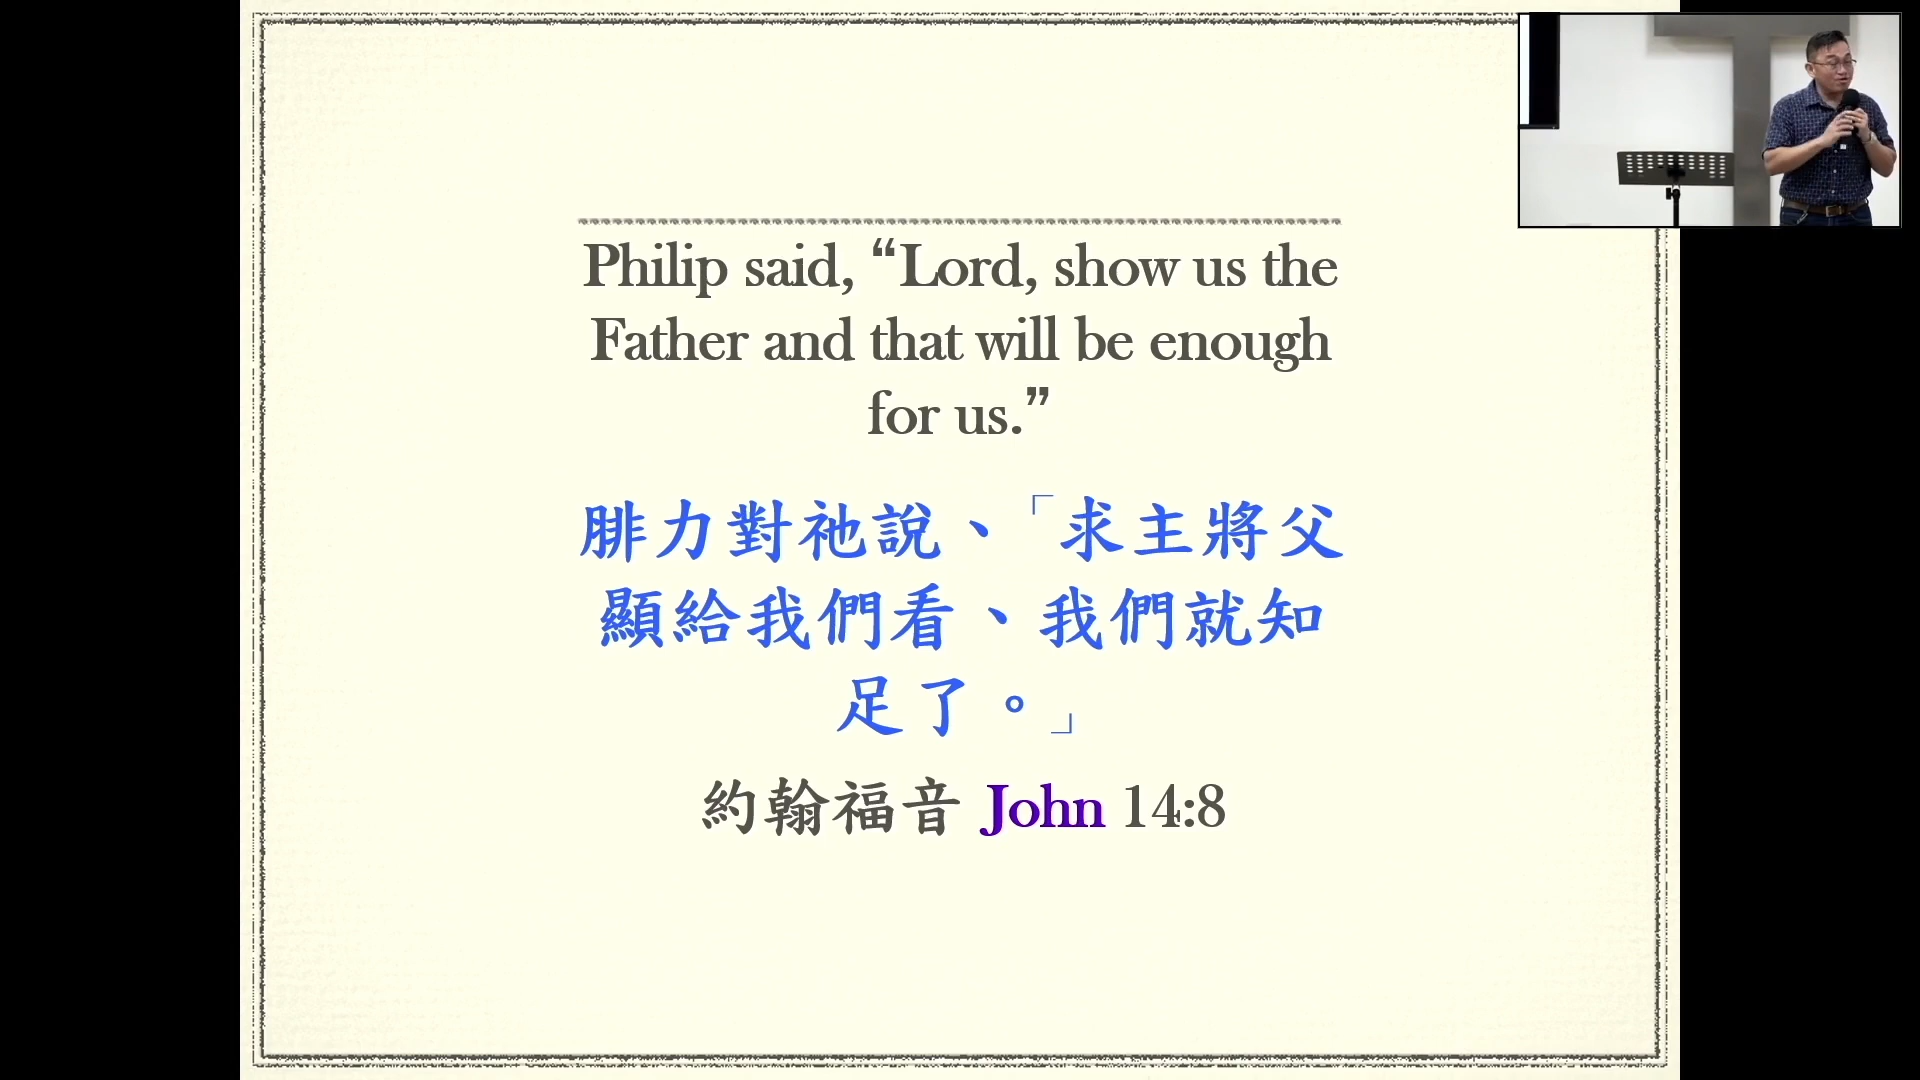 Philip said, “Lord, show us the
Father and that will be enough
for us.”
腓力對祂說、「求主將父
顯給我們看、我們就知
足了。」
約翰福音 John 14:8